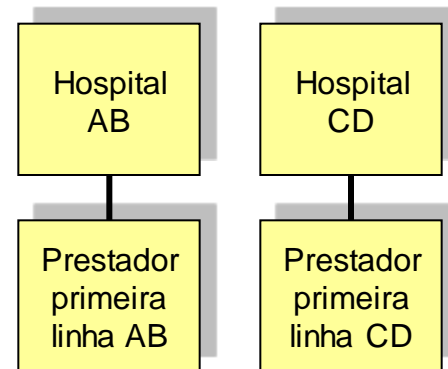 Hospital
AB
Hospital
CD
Prestador
primeira
linha AB
Prestador
primeira
linha CD